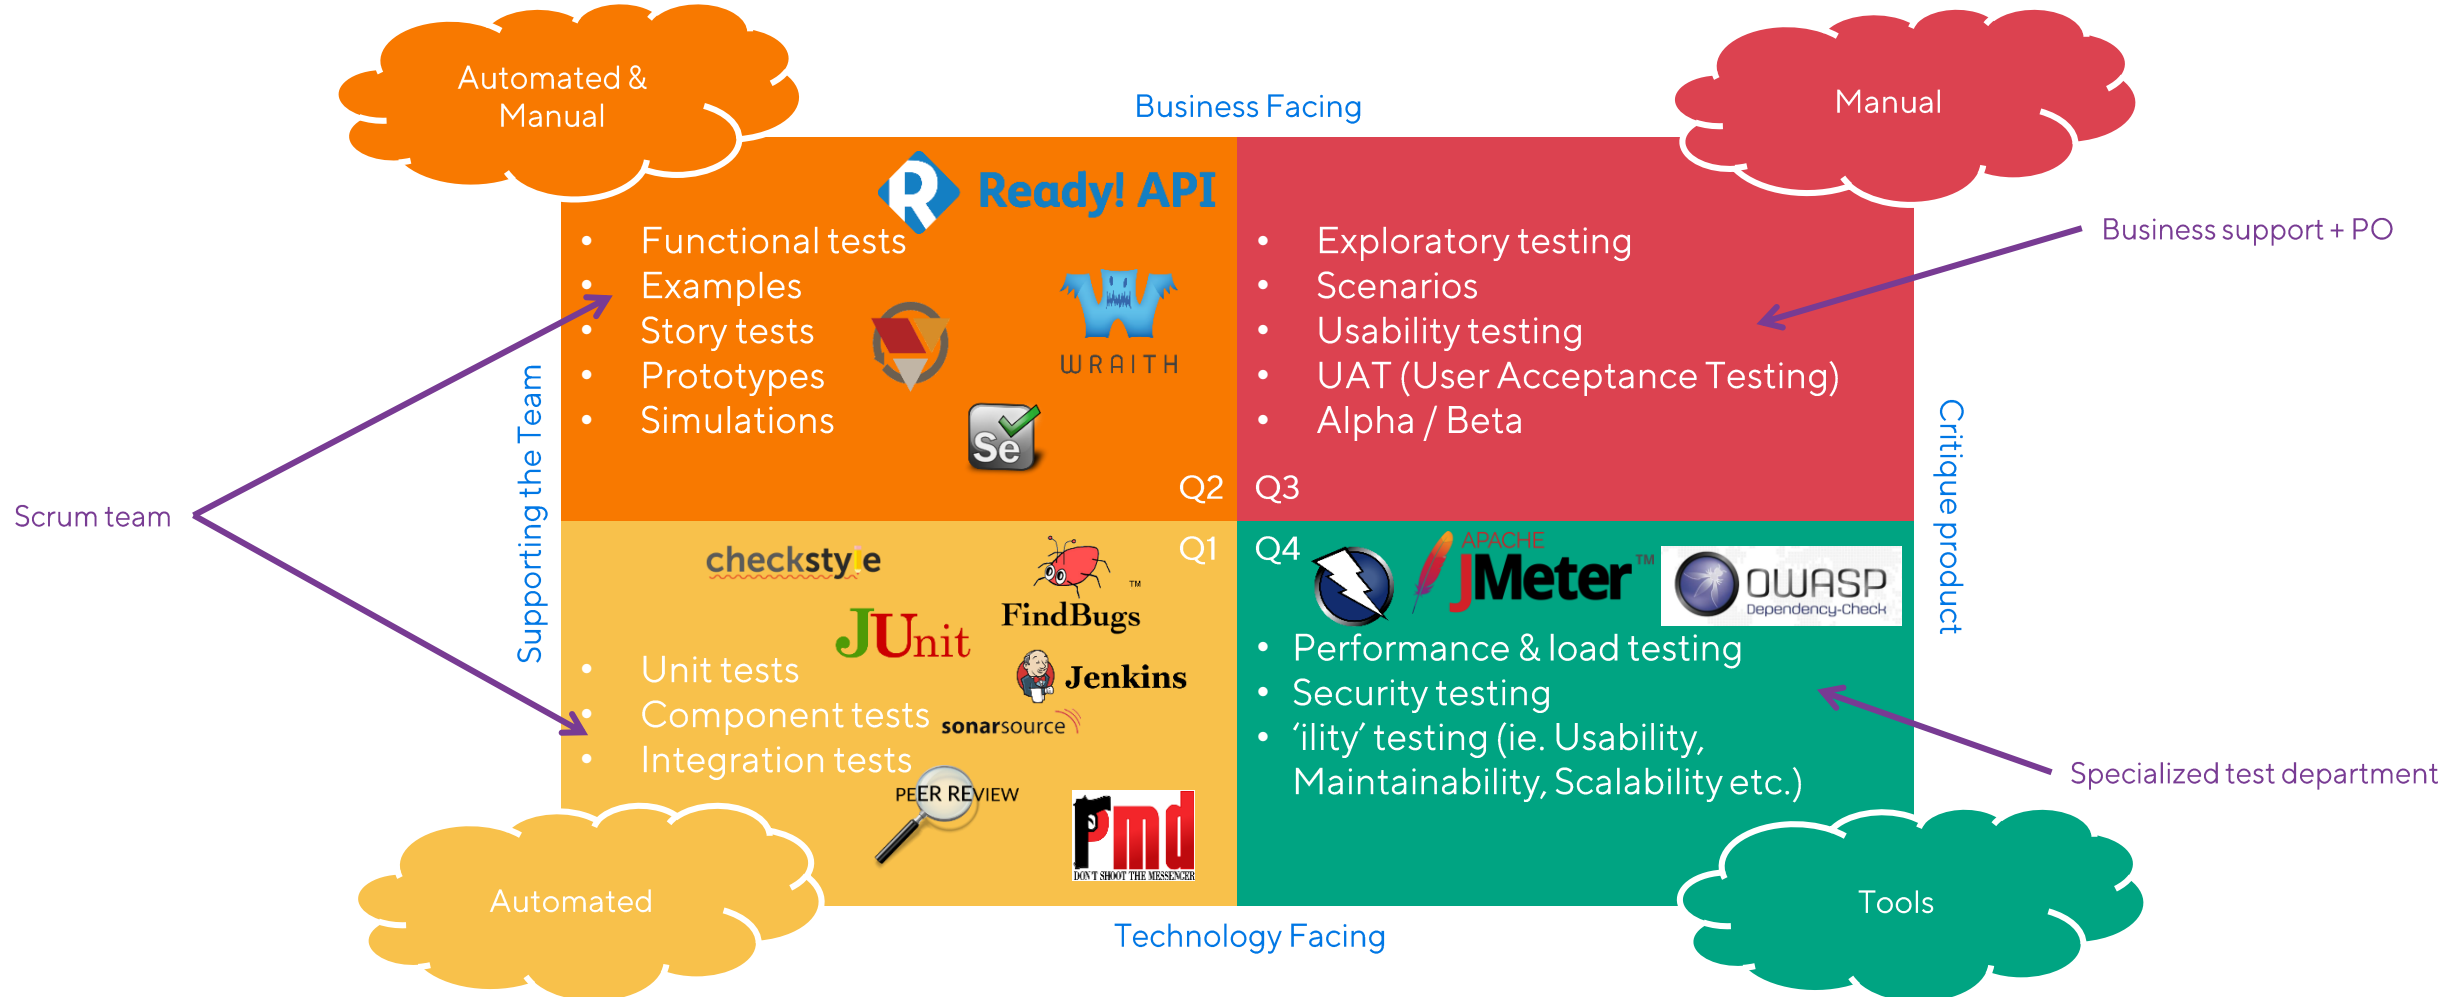 Automated &
Manual
Manual
Business Facing
Ready! API
Functional tests
Examples
Story tests
Prototypes
Simulations
WRAITH
Se
Q2
Exploratory testing
Scenarios
Usability testing
UAT (User Acceptance Testing)
Alpha / Beta
Q3
Business support + PO
Scrum team
Supporting the Team
Critique product
Q1
checkstyle
FindBugs
TM
JUnit
Jenkins
sonarsource
Unit tests
Component tests
Integration tests
PEER REVIEW
pmd
DON'T SHOOT THE MESSENGER
Q4
APACHE
JMeter TM
OWASP
Dependency-Check
Performance & load testing
Security testing
‘ility’ testing (ie. Usability,
Maintainability, Scalability etc.)
Specialized test department
Automated
Tools
Technology Facing